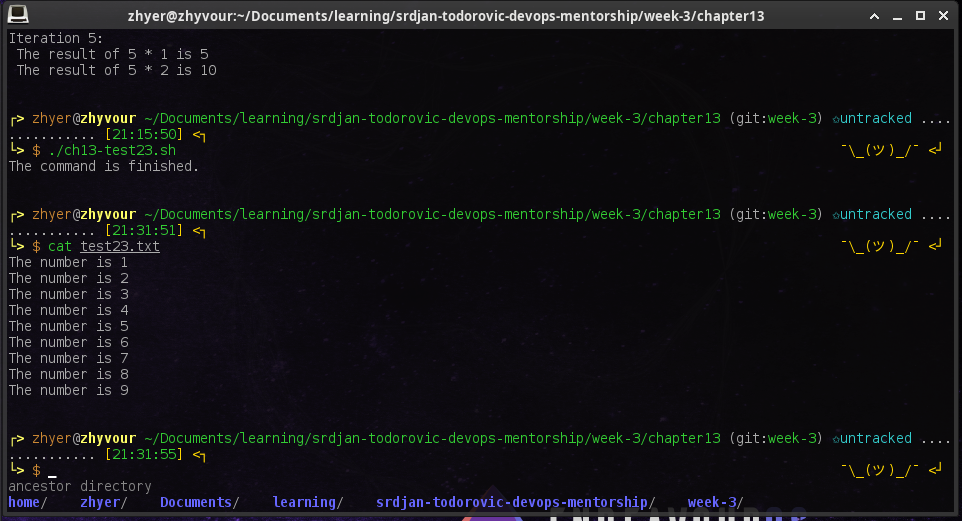 zhyer@zhyvour:~/Documents/learning/srdjan-todorovic-devops-mentorship/week-3/chapter13
Iteration 5:
 The result of 5 * 1 is 5
 The result of 5 * 2 is 10
┌> zhyer@zhyvour ~/Documents/learning/srdjan-todorovic-devops-mentorship/week-3/chapter13 (git:week-3) ✩untracked ....
........... [21:15:50] <┐
└> $ ./ch13-test23.sh ¯\_(ツ)_/¯ <┘
The command is finished.
┌> zhyer@zhyvour ~/Documents/learning/srdjan-todorovic-devops-mentorship/week-3/chapter13 (git:week-3) ✩untracked ....
........... [21:31:51] <┐
└> $ cat test23.txt ¯\_(ツ)_/¯ <┘
The number is 1
The number is 2
The number is 3
The number is 4
The number is 5
The number is 6
The number is 7
The number is 8
The number is 9
┌> zhyer@zhyvour ~/Documents/learning/srdjan-todorovic-devops-mentorship/week-3/chapter13 (git:week-3) ✩untracked ....
........... [21:31:55] <┐
└> $ _ ¯\_(ツ)_/¯ <┘
ancestor directory
home/ zhyer/ Documents/ learning/ srdjan-todorovic-devops-mentorship/ week-3/